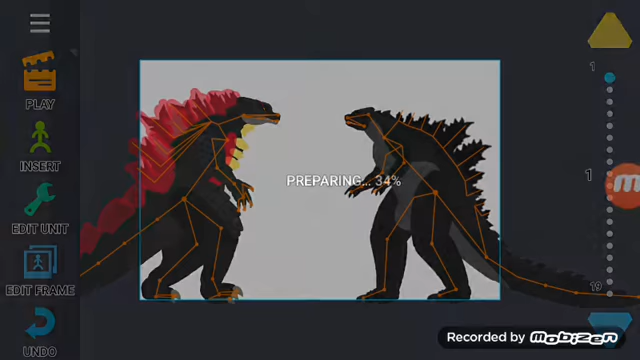 PLAY
INSERT
EDIT UNIT
EDIT FRAME
UNDO
PREPARING... 34%
1
1
19
Recorded by mobizen